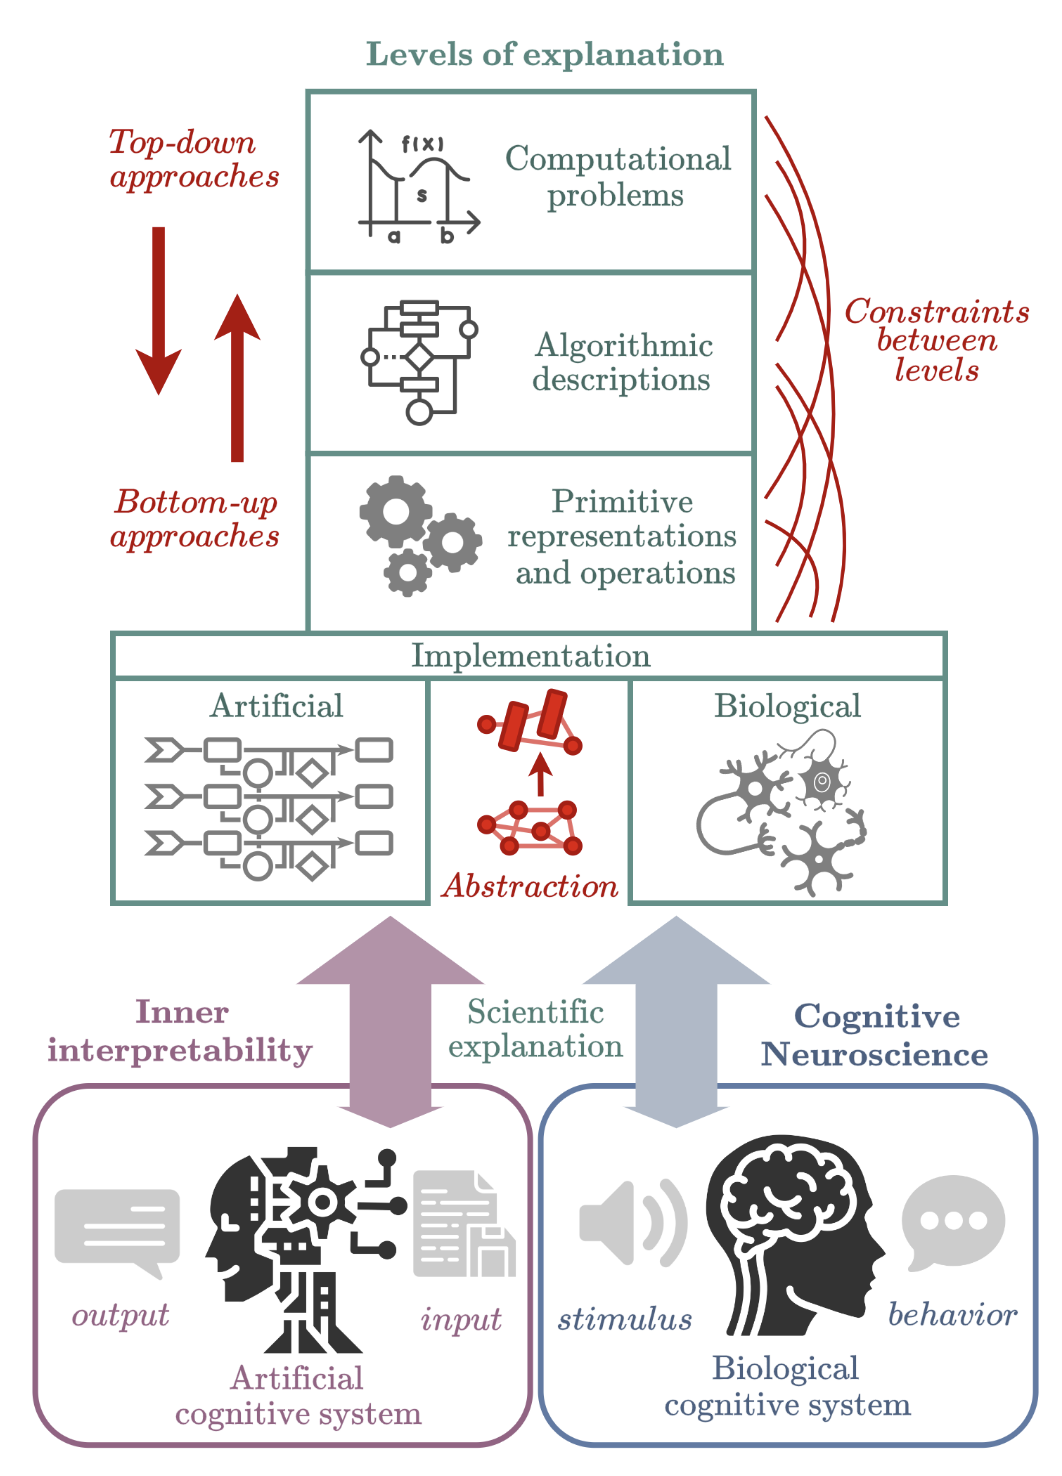 Levels of explanation
Top-down
approaches
f(x)
s
a b
Computational
problems
Constraints
between
levels
Algorithmic
descriptions
Bottom-up
approaches
Primitive
representations
and operations
Implementation
Artificial
Abstraction
Biological
Inner
interpretability
Scientific
explanation
Cognitive
Neuroscience
output
input
Artificial
cognitive system
stimulus
behavior
Biological
cognitive system